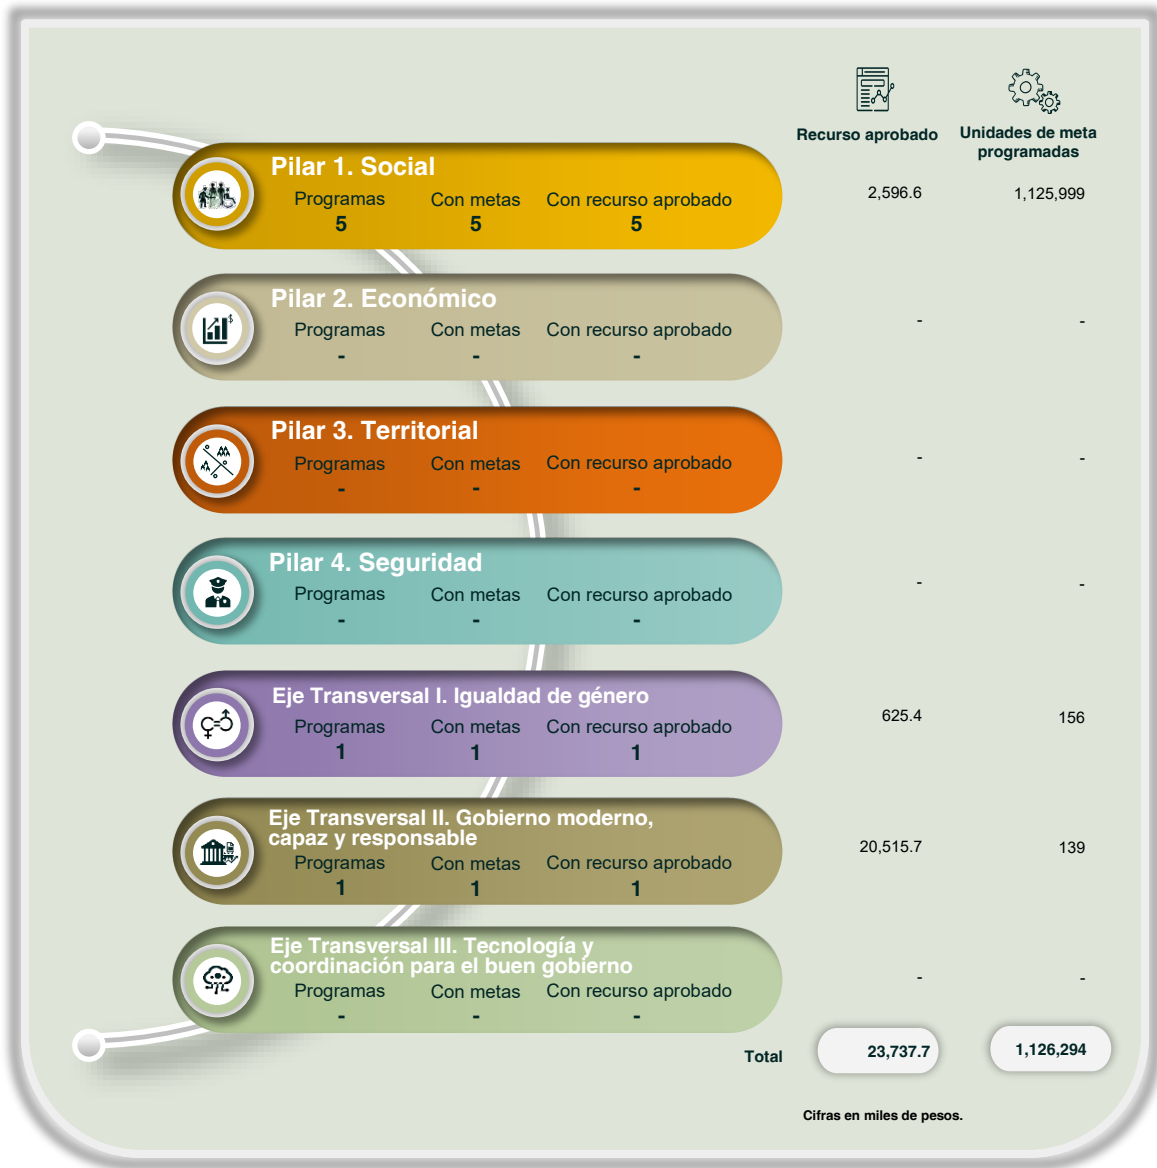 Recurso aprobado
Unidades de meta
programadas
Pilar 1. Social
Programas Con metas Con recurso aprobado
5 5 5
2,596.6 1,125,999
Pilar 2. Económico
Programas Con metas Con recurso aprobado
- - -
- -
Pilar 3. Territorial
Programas Con metas Con recurso aprobado
- - -
- -
Pilar 4. Seguridad
Programas Con metas Con recurso aprobado
- - -
- -
Eje Transversal I. Igualdad de género
Programas Con metas Con recurso aprobado
1 1 1
625.4 156
Eje Transversal II. Gobierno moderno,
capaz y responsable
Programas Con metas Con recurso aprobado
1 1 1
20,515.7 139
Eje Transversal III. Tecnología y
coordinación para el buen gobierno
Programas Con metas Con recurso aprobado
- - -
- -
Total 23,737.7 1,126,294
Cifras en miles de pesos.